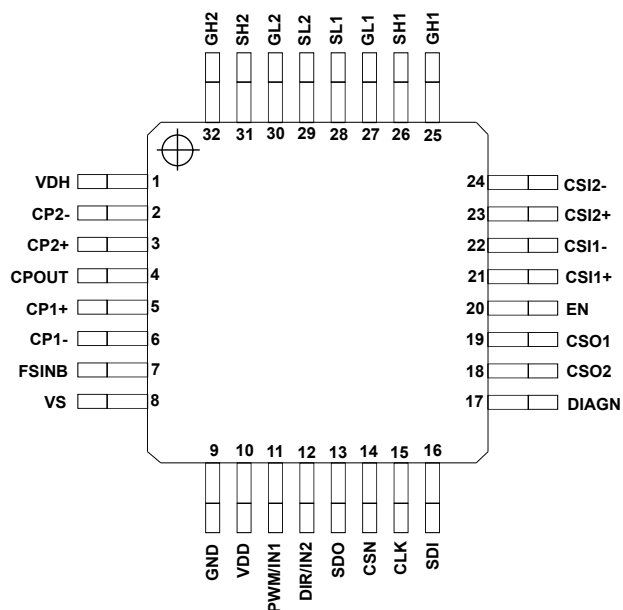 GH2 SH2 GL2 SL2 SL1 GL1 SH1 GH1
32 31 30 29 28 27 26 25
VDH 1
CP2- 2
CP2+ 3
CPOUT 4
CP1+ 5
CP1- 6
FSINB 7
VS 8
24 CSI2-
23 CSI2+
22 CSI1-
21 CSI1+
20 EN
19 CSO1
18 CSO2
17 DIAGN
9 10 11 12 13 14 15 16
GND VDD PWM/IN1 DIR/IN2 SDO CSN CLK SDI